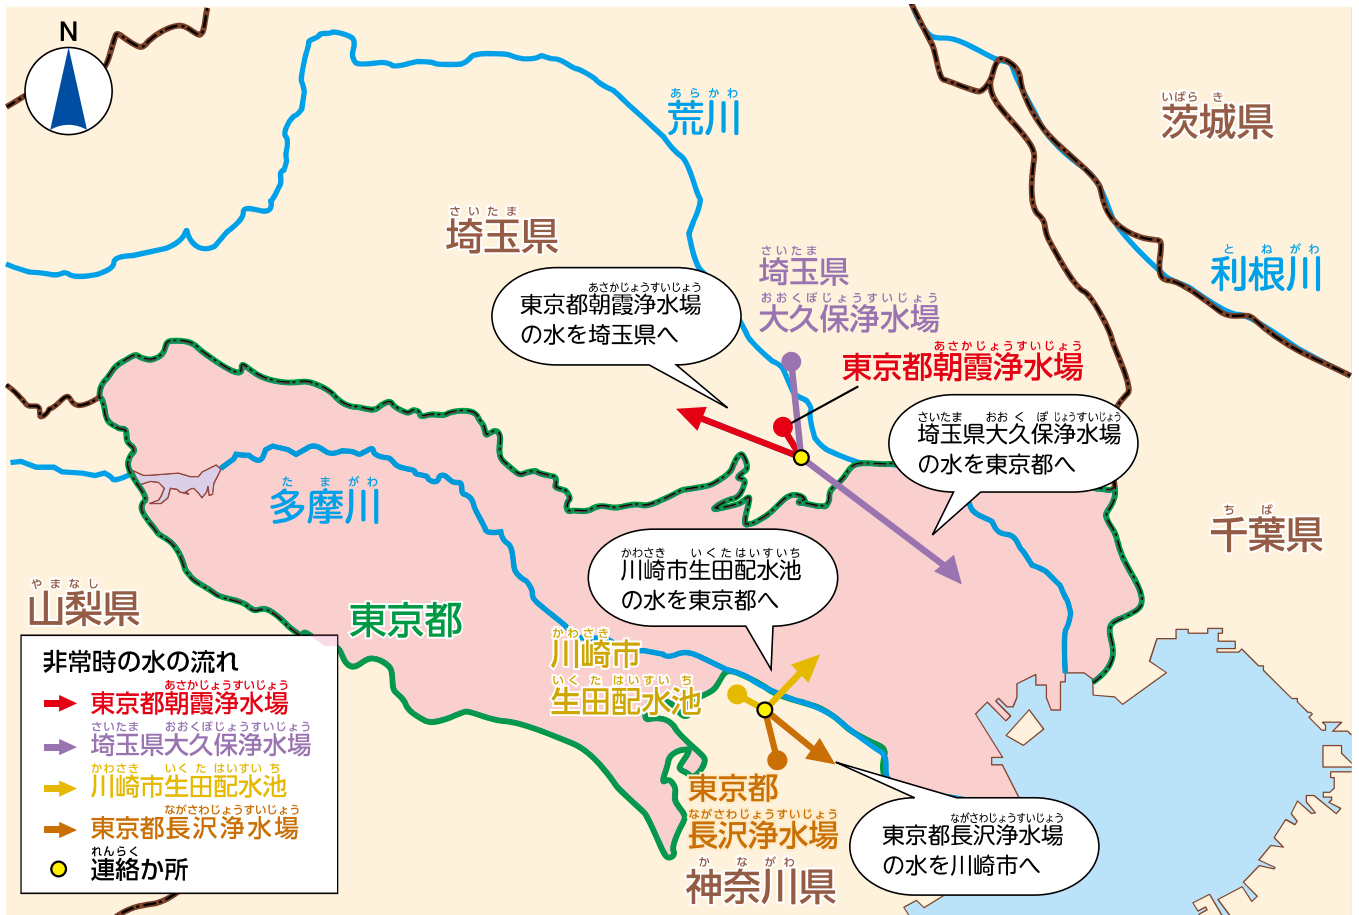 N
あらかわ
荒川
いばらき
茨城県
さいたま
埼玉県
とねがわ
利根川
さいたま
埼玉県
おおくぼじょうすいじょう
大久保浄水場
あさかじょうすいじょう
東京都朝霞浄水場
の水を埼玉県へ
あさかじょうすいじょう
東京都朝霞浄水場
さいたま おおくぼじょうすいじょう
埼玉県大久保浄水場
の水を東京都へ
たまがわ
多摩川
ちば
千葉県
かわさき いくたはいすいち
川崎市生田配水池
の水を東京都へ
やまなし
山梨県
東京都
かわさき
川崎市
いくたはいすいち
生田配水池
東京都
ながさわじょうすいじょう
長沢浄水場
ながさわじょうすいじょう
東京都長沢浄水場
の水を川崎市へ
かながわ
神奈川県
非常時の水の流れ
あさかじょうすいじょう
東京都朝霞浄水場
さいたま おおくぼじょうすいじょう
埼玉県大久保浄水場
かわさき いくたはいすいち
川崎市生田配水池
ながさわじょうすいじょう
東京都長沢浄水場
れんらく
連絡か所